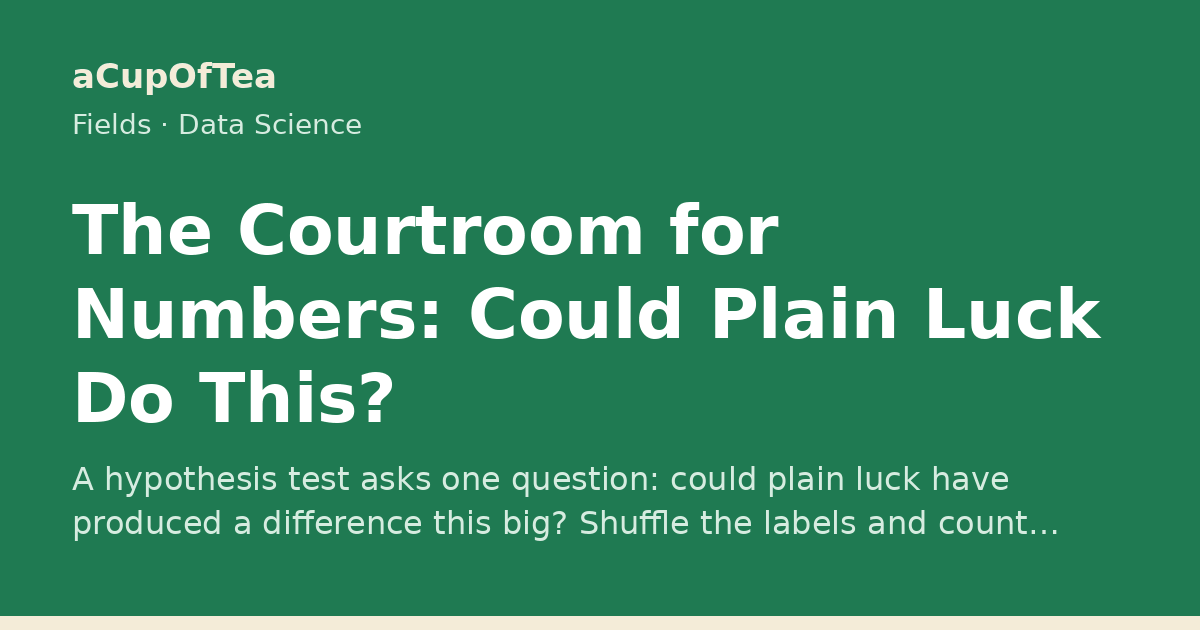 aCupOfTea
Fields · Data Science
The Courtroom for
Numbers: Could Plain Luck
Do This?
A hypothesis test asks one question: could plain luck have
produced a difference this big? Shuffle the labels and count…